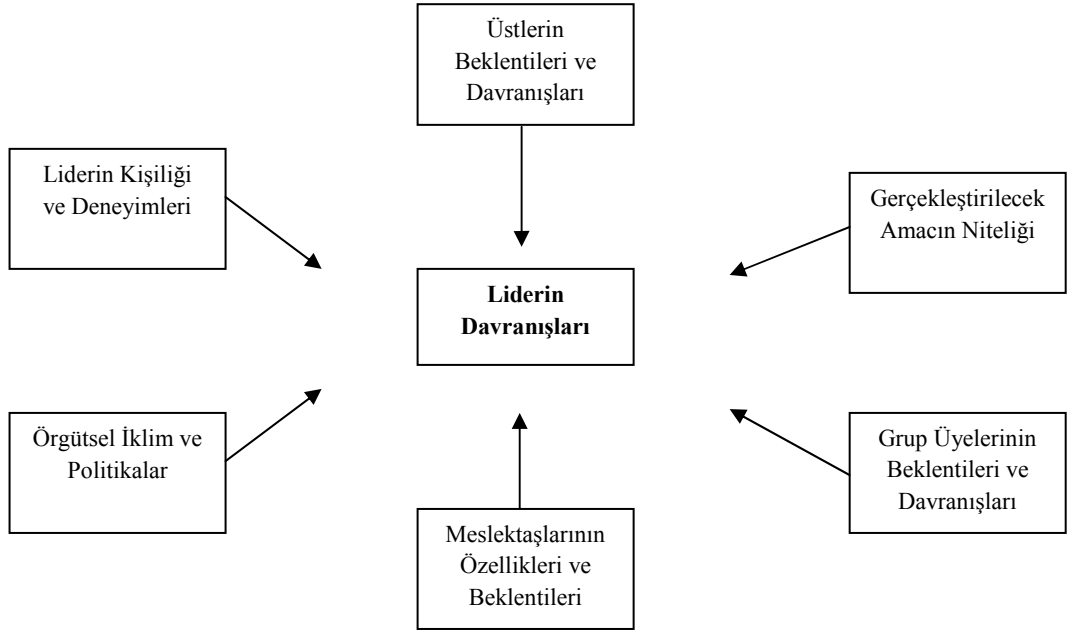 Üstlerin
Beklentileri ve
Davranışları
Liderin Kişiliği
ve Deneyimleri
Gerçekleştirilecek
Amacın Niteliği
Liderin
Davranışları
Örgütsel İklim ve
Politikalar
Grup Üyelerinin
Beklentileri ve
Davranışları
Meslektaşlarının
Özellikleri ve
Beklentileri